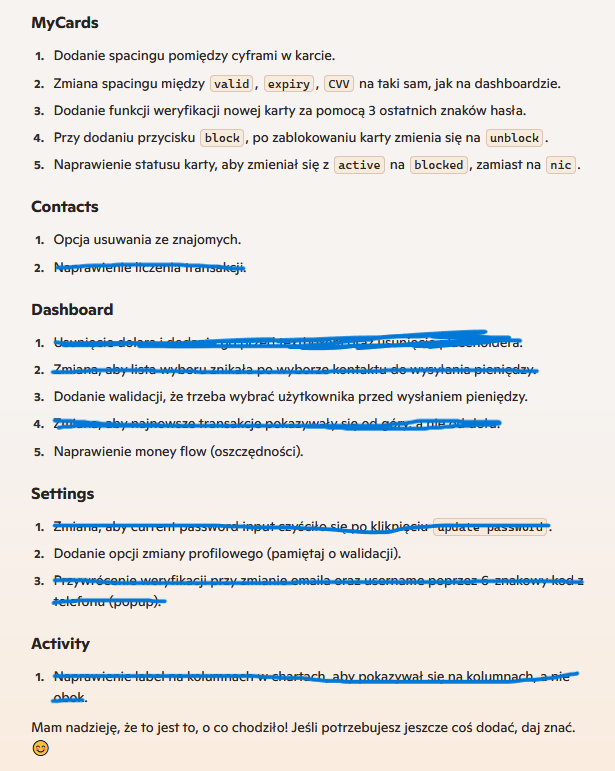 MyCards
1. Dodanie spacingu pomiędzy cyframi w karcie.
2. Zmiana spacingu między valid, expiry, CVV na taki sam, jak na dashboardzie.
3. Dodanie funkcji weryfikacji nowej karty za pomocą 3 ostatnich znaków hasła.
4. Przy dodaniu przycisku block, po zablokowaniu karty zmienia się na unblock.
5. Naprawienie statusu karty, aby zmieniał się z active na blocked, zamiast na nic.
Contacts
1. Opcja usuwania ze znajomych.
2. Naprawienie liczenia transakcji.
Dashboard
1. Usunięcie dolara i oraz usunięcie placeholdera.
2. Zmiana, aby lista wyboru znikała po wyborze kontaktu do wysyłania pieniędzy.
3. Dodanie walidacji, że trzeba wybrać użytkownika przed wysłaniem pieniędzy.
4. Zmiana, aby najnowsze transakcje pokazywały się od góry, a nie od dołu.
5. Naprawienie money flow (oszczędności).
Settings
1. Zmiana, aby current password input czyściło się po kliknięciu update password.
2. Dodanie opcji zmiany profilowego (pamiętaj o walidacji).
3. Przywrócenie weryfikacji przy zmianie emaila oraz username poprzez 6-znakowy kod z
telefonu (popup).
Activity
1. Naprawienie label na kolumnach w chartach, aby pokazywał się na kolumnach, a nie
obok.
Mam nadzieję, że to jest to, o co chodziło! Jeśli potrzebujesz jeszcze coś dodać, daj znać.
😊